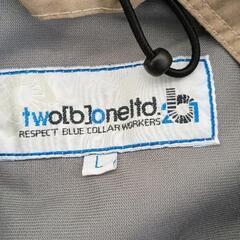 two[b]oneltd.
RESPECT BLUE COLLAR WORKERS
L